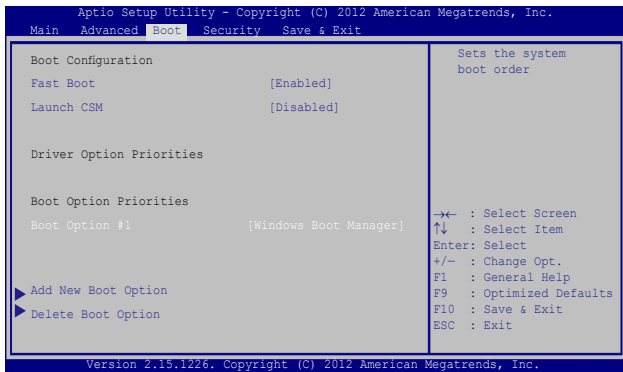 Aptio Setup Utility - Copyright (C) 2012 American Megatrends, Inc.
Main Advanced Boot Security Save & Exit
Boot Configuration
Fast Boot [Enabled]
Launch CSM [Disabled]
Driver Option Priorities
Boot Option Priorities
Boot Option #1 [Windows Boot Manager]
Add New Boot Option
Delete Boot Option
Sets the system
boot order
→← : Select Screen
↑↓ : Select Item
Enter: Select
+/— : Change Opt.
F1 : General Help
F9 : Optimized Defaults
F10 : Save & Exit
ESC : Exit
Version 2.15.1226. Copyright (C) 2012 American Megatrends, Inc.